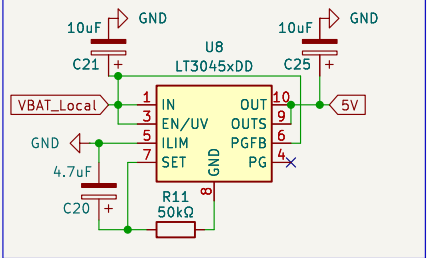 10uF GND
C21 +
10uF GND
C25 +
U8
LT3045xDD
VBAT_Local
1 IN OUT 10
3 EN/UV OUTS 9
5 ILIM PGFB 6
7 SET PG 4
GND
8
5V
GND
4.7uF
C20 +
R11
50kΩ